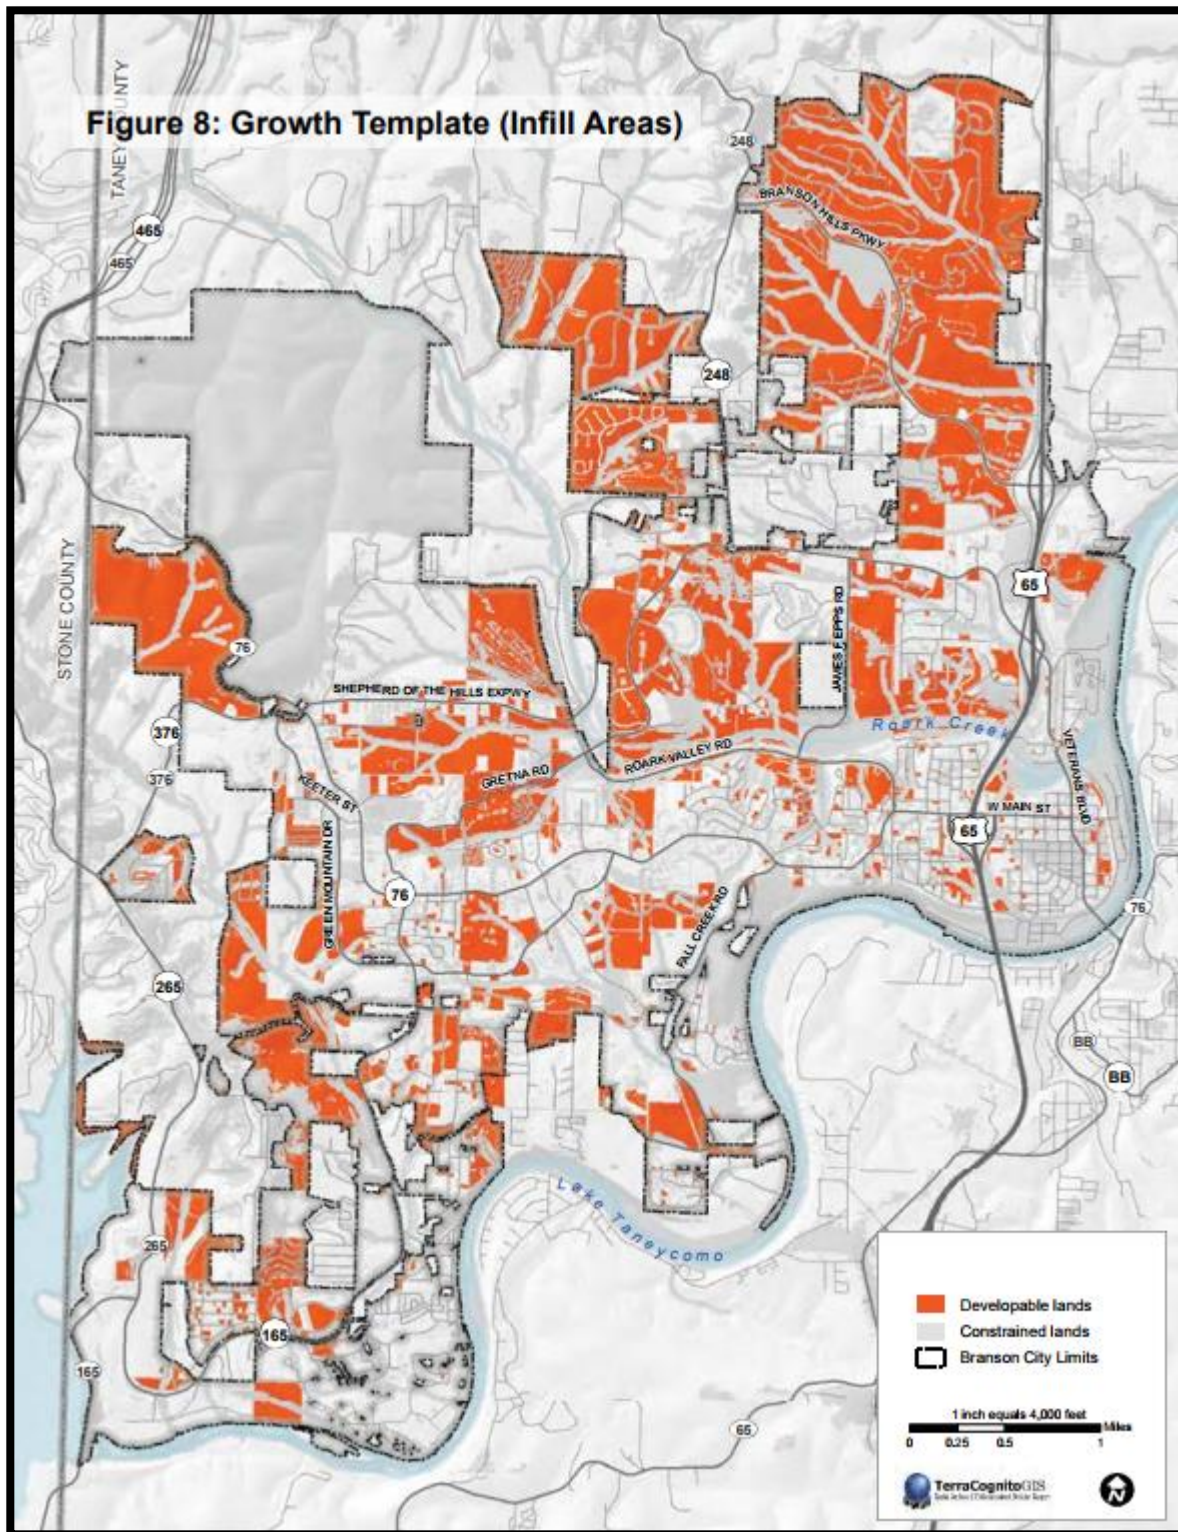 Figure 8: Growth Template (Infill Areas)
TANEY COUNTY
STONE COUNTY
248
BRANSON HILLS PKWY
465
465
248
65
76
JAMES F EPPS RD
SHEPHERD OF THE HILLS EXPWY
376
376
Roark Creek
ROARK VALLEY RD
GRETNA RD
KEETER ST
VETERANS BLVD
W MAIN ST
65
GREEN MOUNTAIN DR
76
FALL CREEK RD
76
265
BB
BB
Lake Taneycomo
265
165
165
65
Developable lands
Constrained lands
Branson City Limits
1 inch equals 4,000 feet
Miles
0 0.25 0.5 1
TerraCognitoGIS
N